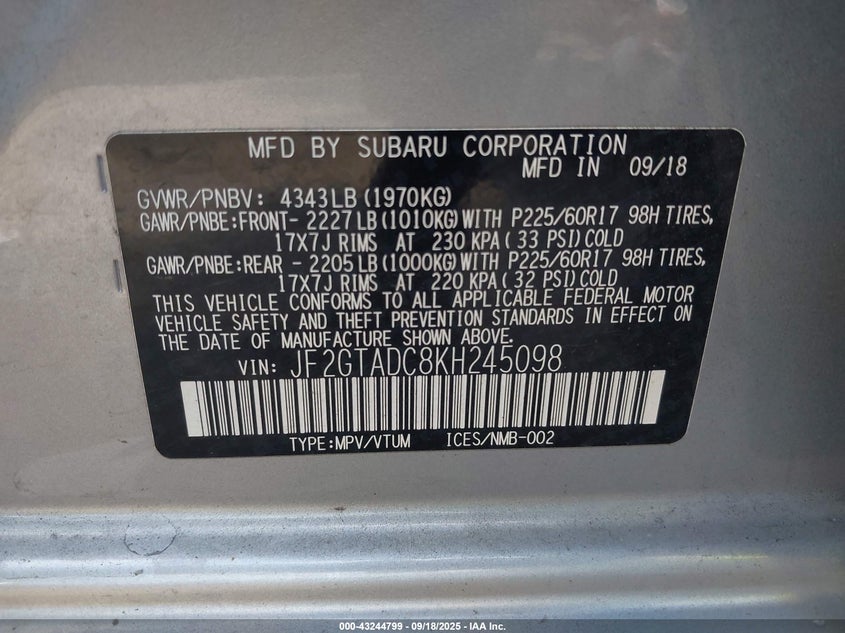 MFD BY SUBARU CORPORATION
MFD IN 09/18
GVWR/PNBV: 4343LB(1970KG)
GAWR/PNBE:FRONT- 2227LB(1010KG)WITH P225/60R17 98H TIRES,
17X7J RIMS AT 230 KPA( 33 PSI)COLD
GAWR/PNBE:REAR - 2205LB(1000KG)WITH P225/60R17 98H TIRES,
17X7J RIMS AT 220 KPA( 32 PSI)COLD
THIS VEHICLE CONFORMS TO ALL APPLICABLE FEDERAL MOTOR
VEHICLE SAFETY AND THEFT PREVENTION STANDARDS IN EFFECT ON
THE DATE OF MANUFACTURE SHOWN ABOVE.
VIN: JF2GTADC8KH245098
TYPE:MPV/VTUM ICES/NMB-002
000-43244799 - 09/18/2025 - IAA Inc.